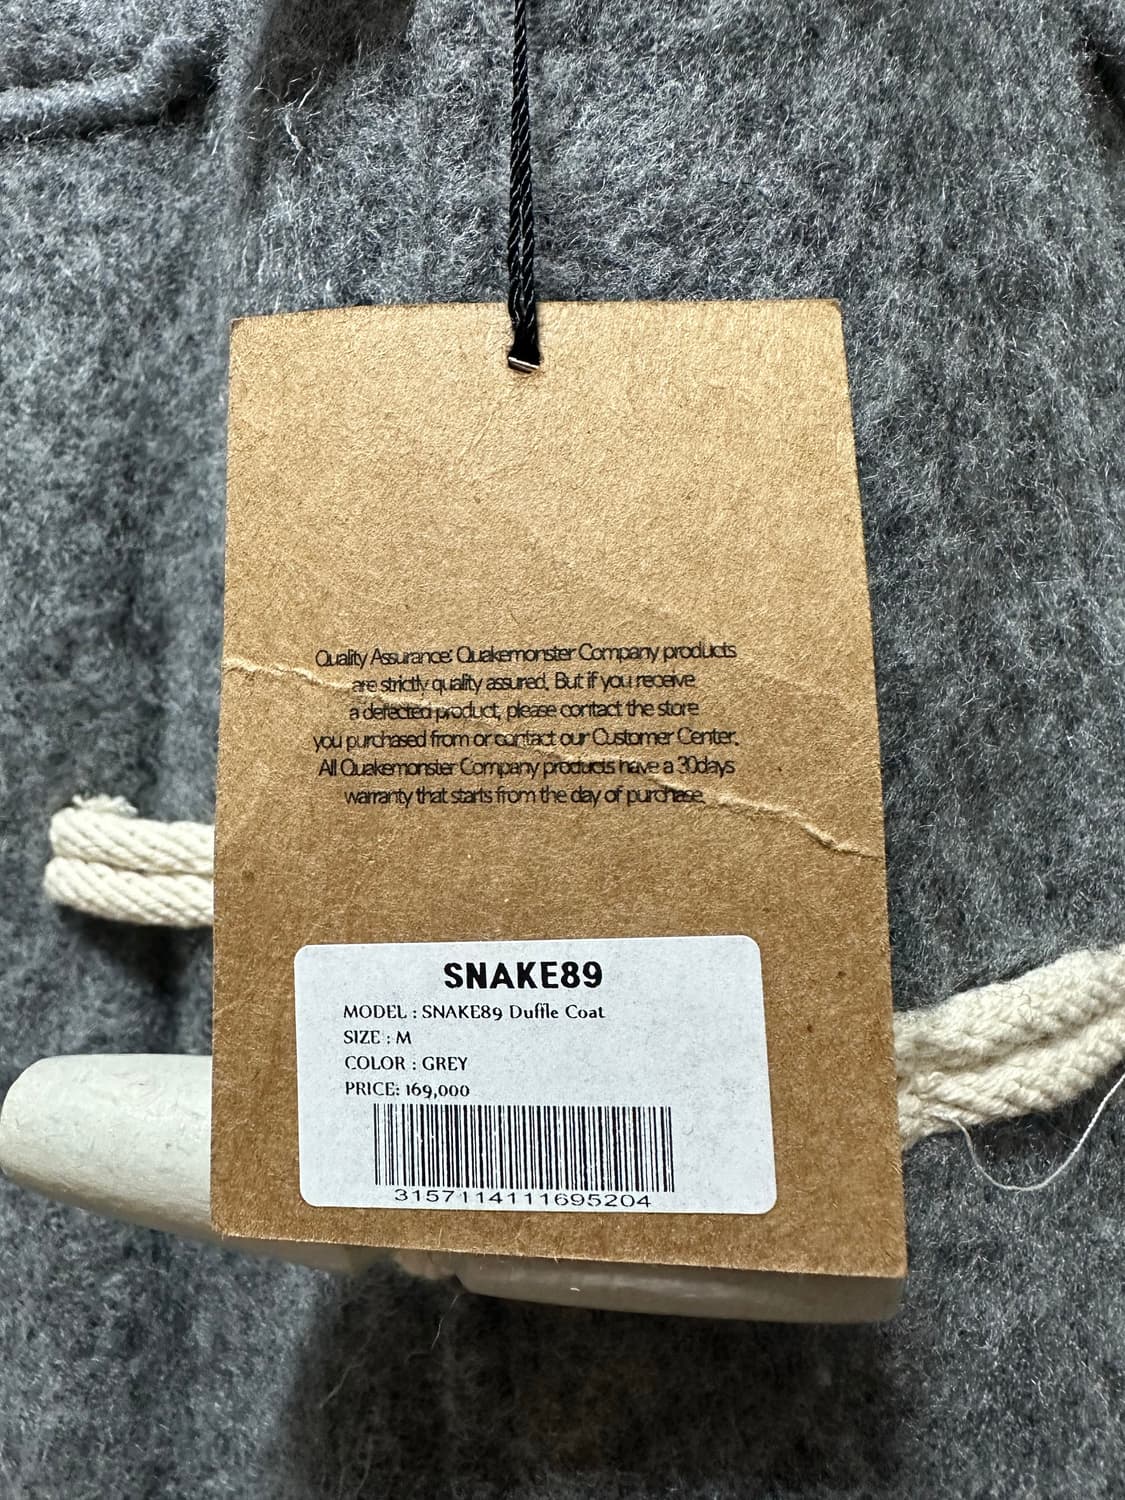 Quality Assurance: Quakemonster Company products
are strictly quality assured. But if you receive
a defected product, please contact the store
you purchased from or contact our Customer Center.
All Quakemonster Company products have a 30days
warranty that starts from the day of purchase.
SNAKE89
MODEL : SNAKE89 Duffle Coat
SIZE : M
COLOR : GREY
PRICE: 169,000
3157114111695204